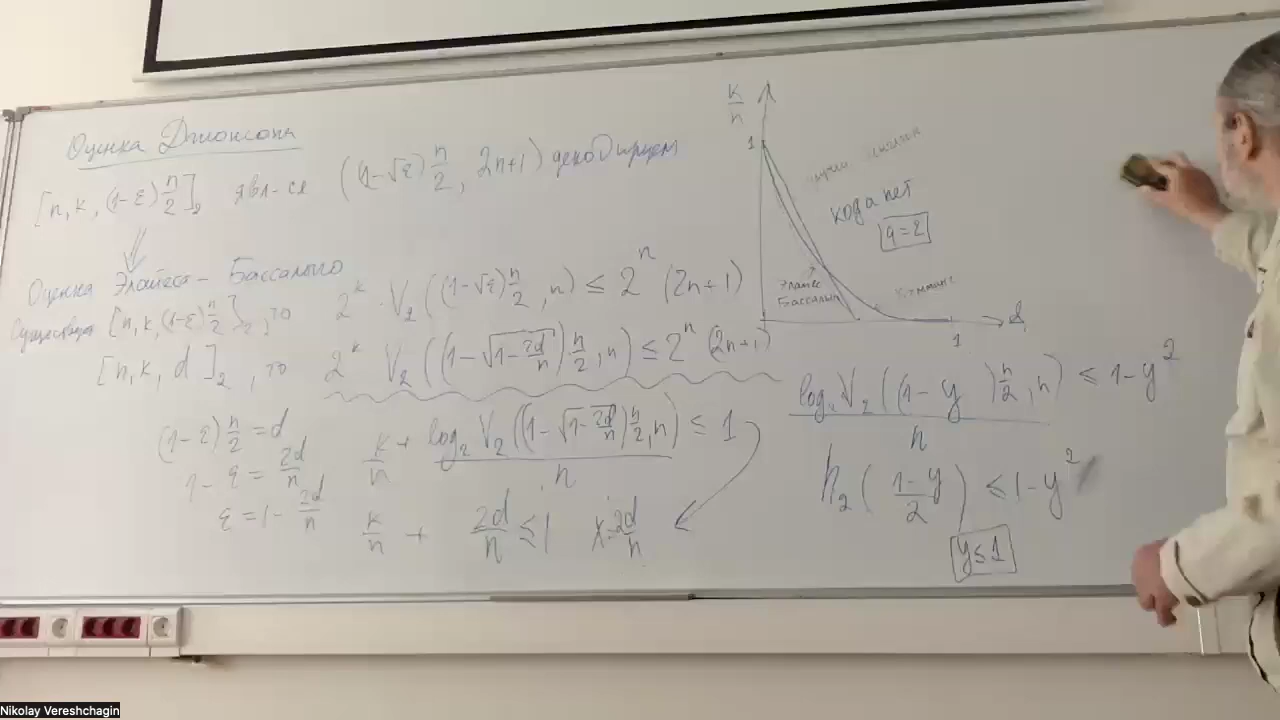 Оценка Джонсона
[n, k, (1-ε) n/2]₂ явл-ся ((1-√ε) n/2, 2n+1) декодируем
⇓
Оценка Элайеса-Бассалыго
Существует [n, k, (1-ε) n/2]₂, то 2^k · V₂((1-√ε) n/2, n) ≤ 2^n (2n+1)
[n, k, d]₂, то 2^k V₂((1-√(1-2d/n)) n/2, n) ≤ 2^n (2n+1)
(1-ε) n/2 = d
1-ε = 2d/n
ε = 1 - 2d/n
k/n + log₂ V₂((1-√(1-2d/n)) n/2, n) / n ≤ 1
k/n + 2d/n ≤ 1 x = 2d/n
k/n
1
кода нет
q = 2
Элайес
Бассалыго
1
log₂ V₂((1-y) n/2, n) / n ≤ 1-y²
h₂((1-y)/2) ≤ 1-y²
y ≤ 1
Nikolay Vereshchagin